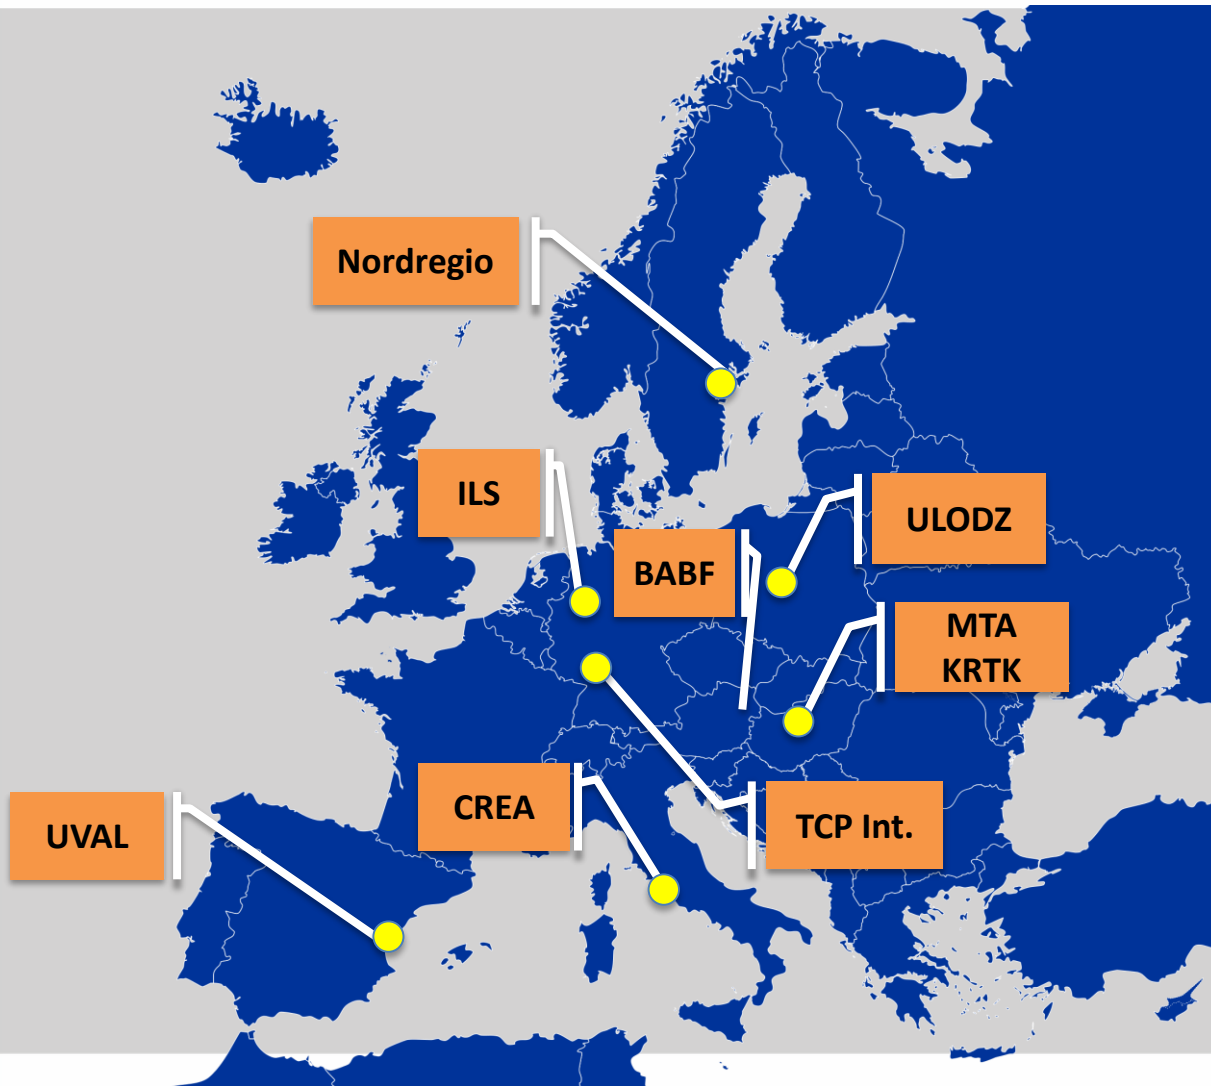 Nordregio
ILS
ULODZ
BABF
MTA
KRTK
CREA
TCP Int.
UVAL